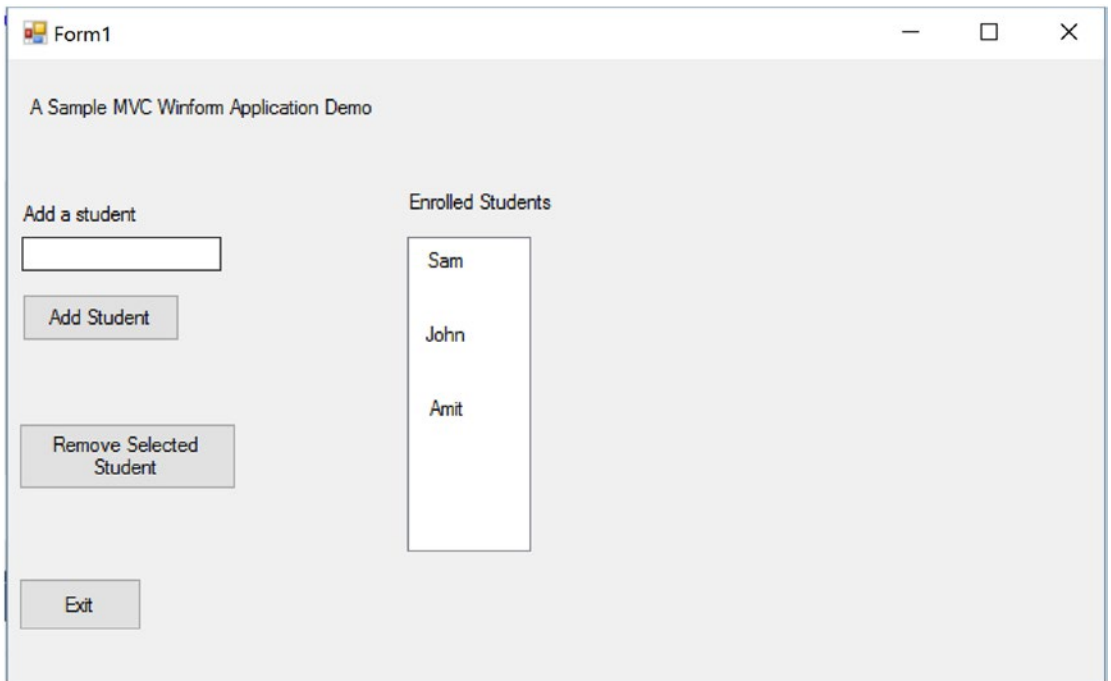 Form1
A Sample MVC Winform Application Demo
Add a student
Add Student
Remove Selected
Student
Exit
Enrolled Students
Sam
John
Amit